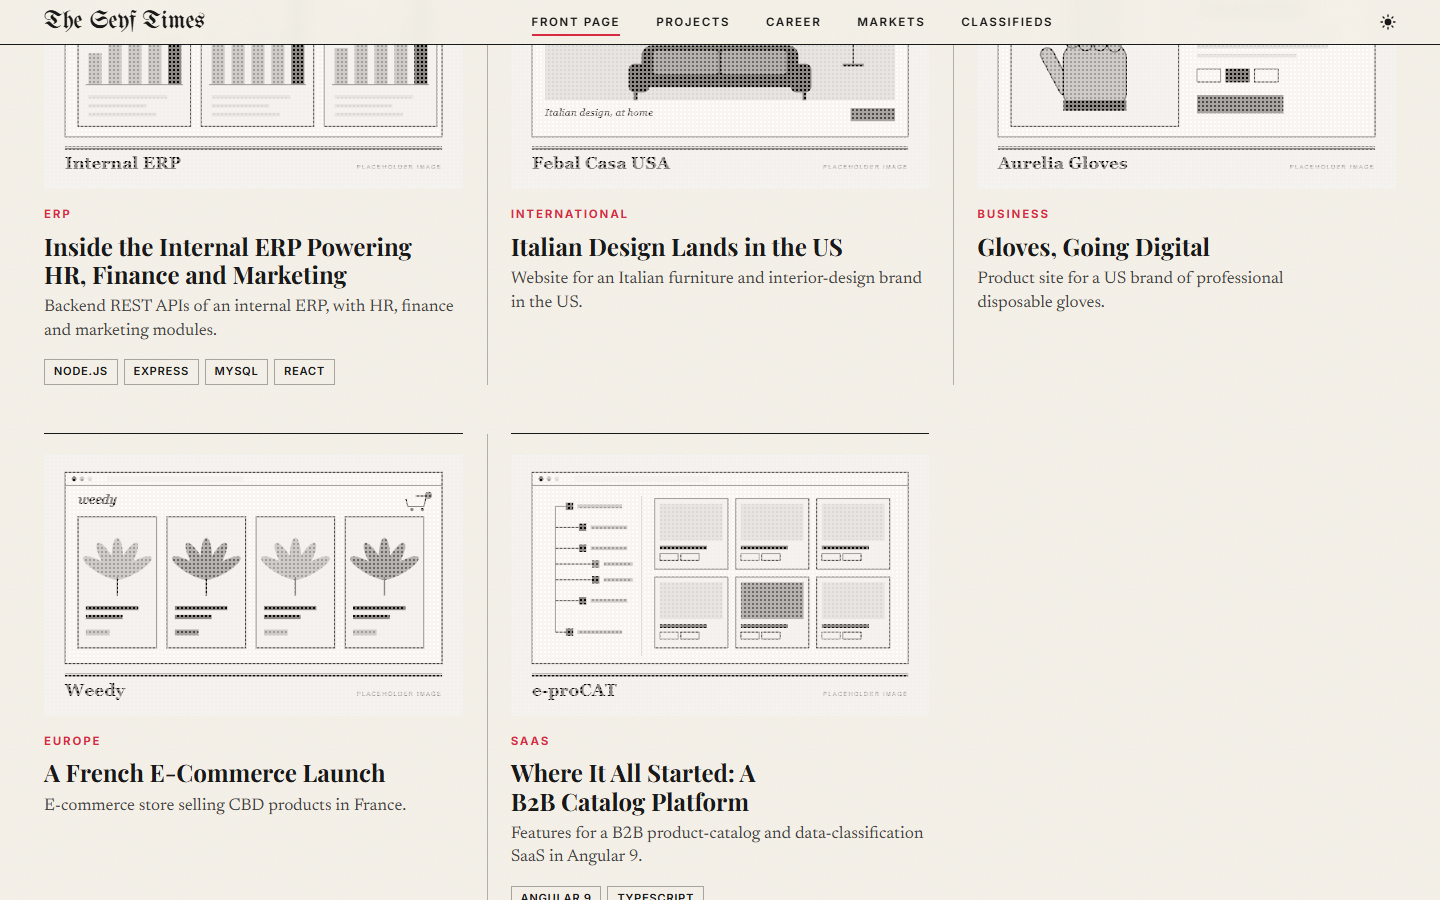 The Seyf Times
FRONT PAGE
PROJECTS
CAREER
MARKETS
CLASSIFIEDS
Internal ERP
PLACEHOLDER IMAGE
Italian design, at home
Febal Casa USA
PLACEHOLDER IMAGE
Aurelia Gloves
PLACEHOLDER IMAGE
ERP
Inside the Internal ERP Powering
HR, Finance and Marketing
Backend REST APIs of an internal ERP, with HR, finance
and marketing modules.
NODE.JS
EXPRESS
MYSQL
REACT
INTERNATIONAL
Italian Design Lands in the US
Website for an Italian furniture and interior-design brand
in the US.
BUSINESS
Gloves, Going Digital
Product site for a US brand of professional
disposable gloves.
weedy
Weedy
PLACEHOLDER IMAGE
EUROPE
A French E-Commerce Launch
E-commerce store selling CBD products in France.
e-proCAT
PLACEHOLDER IMAGE
SAAS
Where It All Started: A
B2B Catalog Platform
Features for a B2B product-catalog and data-classification
SaaS in Angular 9.
ANGULAR 9
TYPESCRIPT